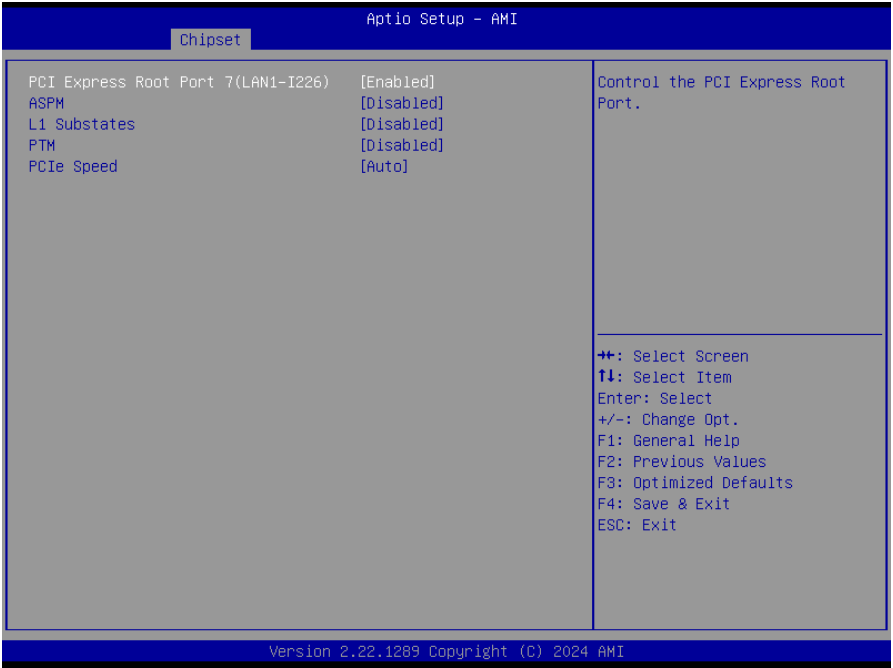 Aptio Setup - AMI
Chipset
PCI Express Root Port 7(LAN1-I226) [Enabled]
ASPM [Disabled]
L1 Substates [Disabled]
PTM [Disabled]
PCIe Speed [Auto]
Control the PCI Express Root
Port.
→←: Select Screen
↑↓: Select Item
Enter: Select
+/-: Change Opt.
F1: General Help
F2: Previous Values
F3: Optimized Defaults
F4: Save & Exit
ESC: Exit
Version 2.22.1289 Copyright (C) 2024 AMI